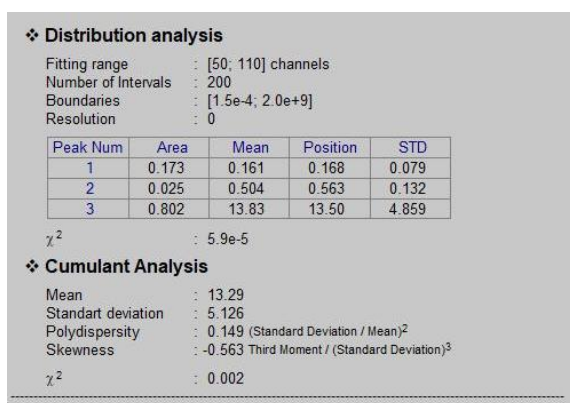 ❖ Distribution analysis
Fitting range : [50; 110] channels
Number of Intervals : 200
Boundaries : [1.5e-4; 2.0e+9]
Resolution : 0
Peak Num Area Mean Position STD
1 0.173 0.161 0.168 0.079
2 0.025 0.504 0.563 0.132
3 0.802 13.83 13.50 4.859
χ² : 5.9e-5
❖ Cumulant Analysis
Mean : 13.29
Standart deviation : 5.126
Polydispersity : 0.149 (Standard Deviation / Mean)²
Skewness : -0.563 Third Moment / (Standard Deviation)³
χ² : 0.002